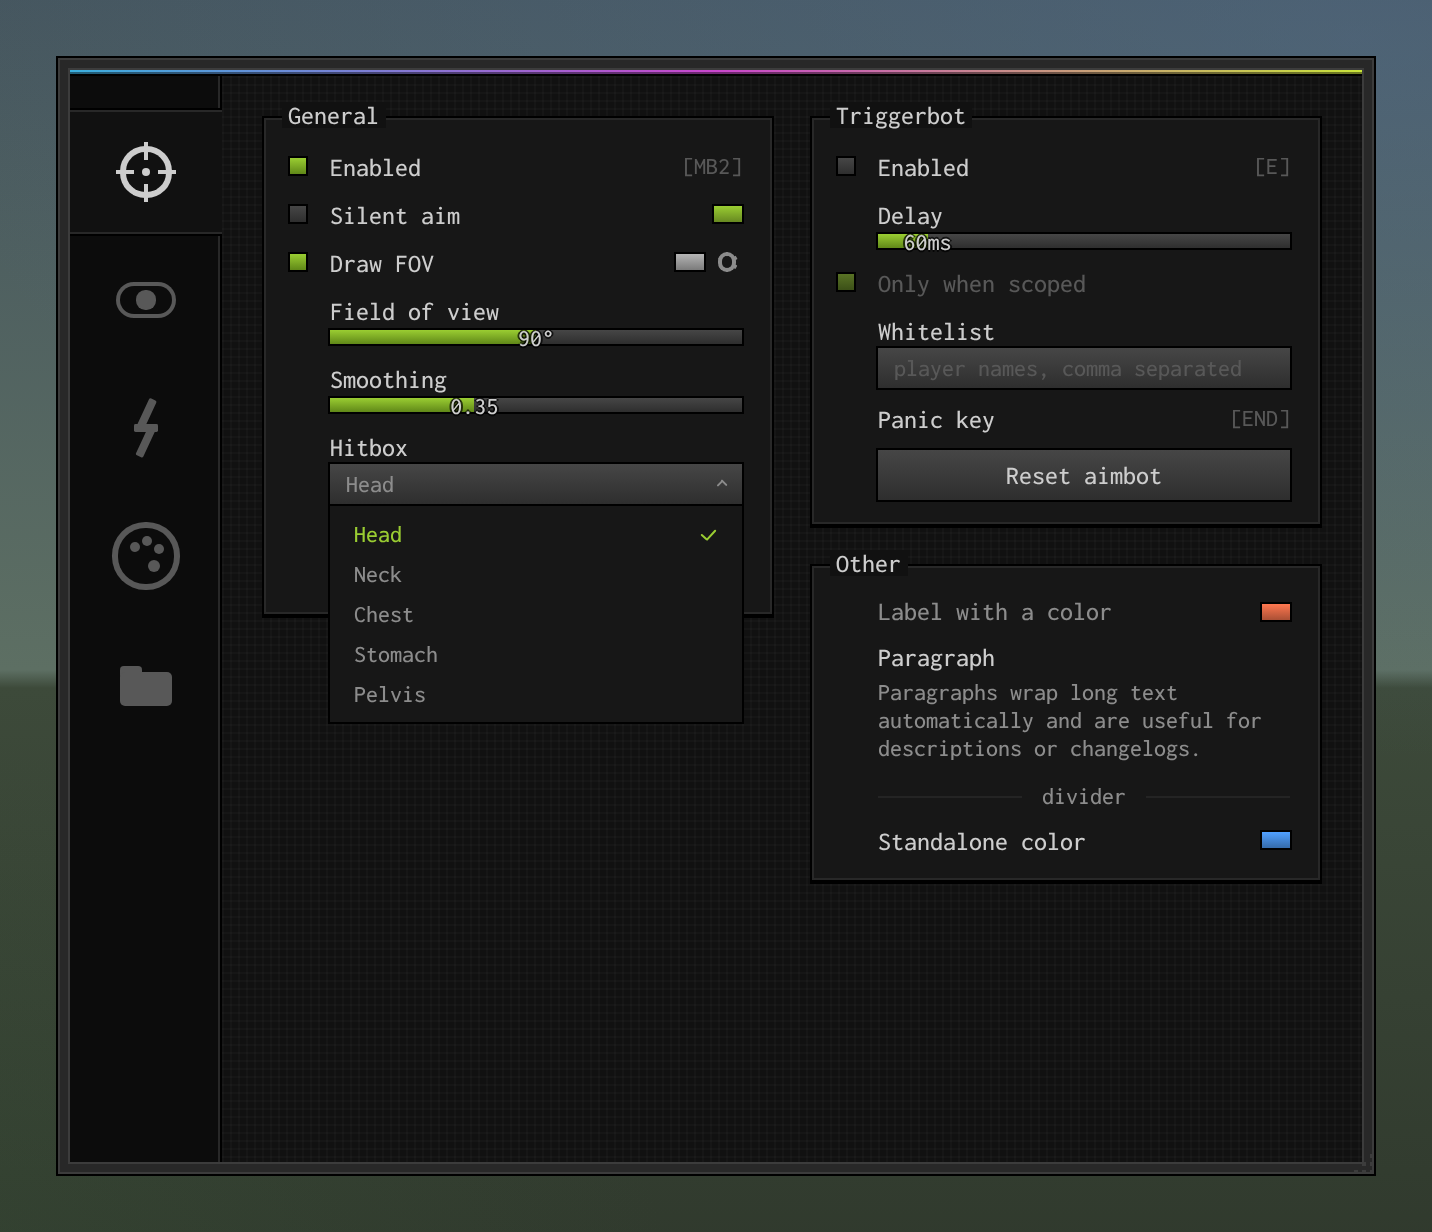 General
Enabled [MB2]
Silent aim
Draw FOV
Field of view
90°
Smoothing
0.35
Hitbox
Head
Head
Neck
Chest
Stomach
Pelvis
Triggerbot
Enabled [E]
Delay
60ms
Only when scoped
Whitelist
player names, comma separated
Panic key [END]
Reset aimbot
Other
Label with a color
Paragraph
Paragraphs wrap long text
automatically and are useful for
descriptions or changelogs.
divider
Standalone color